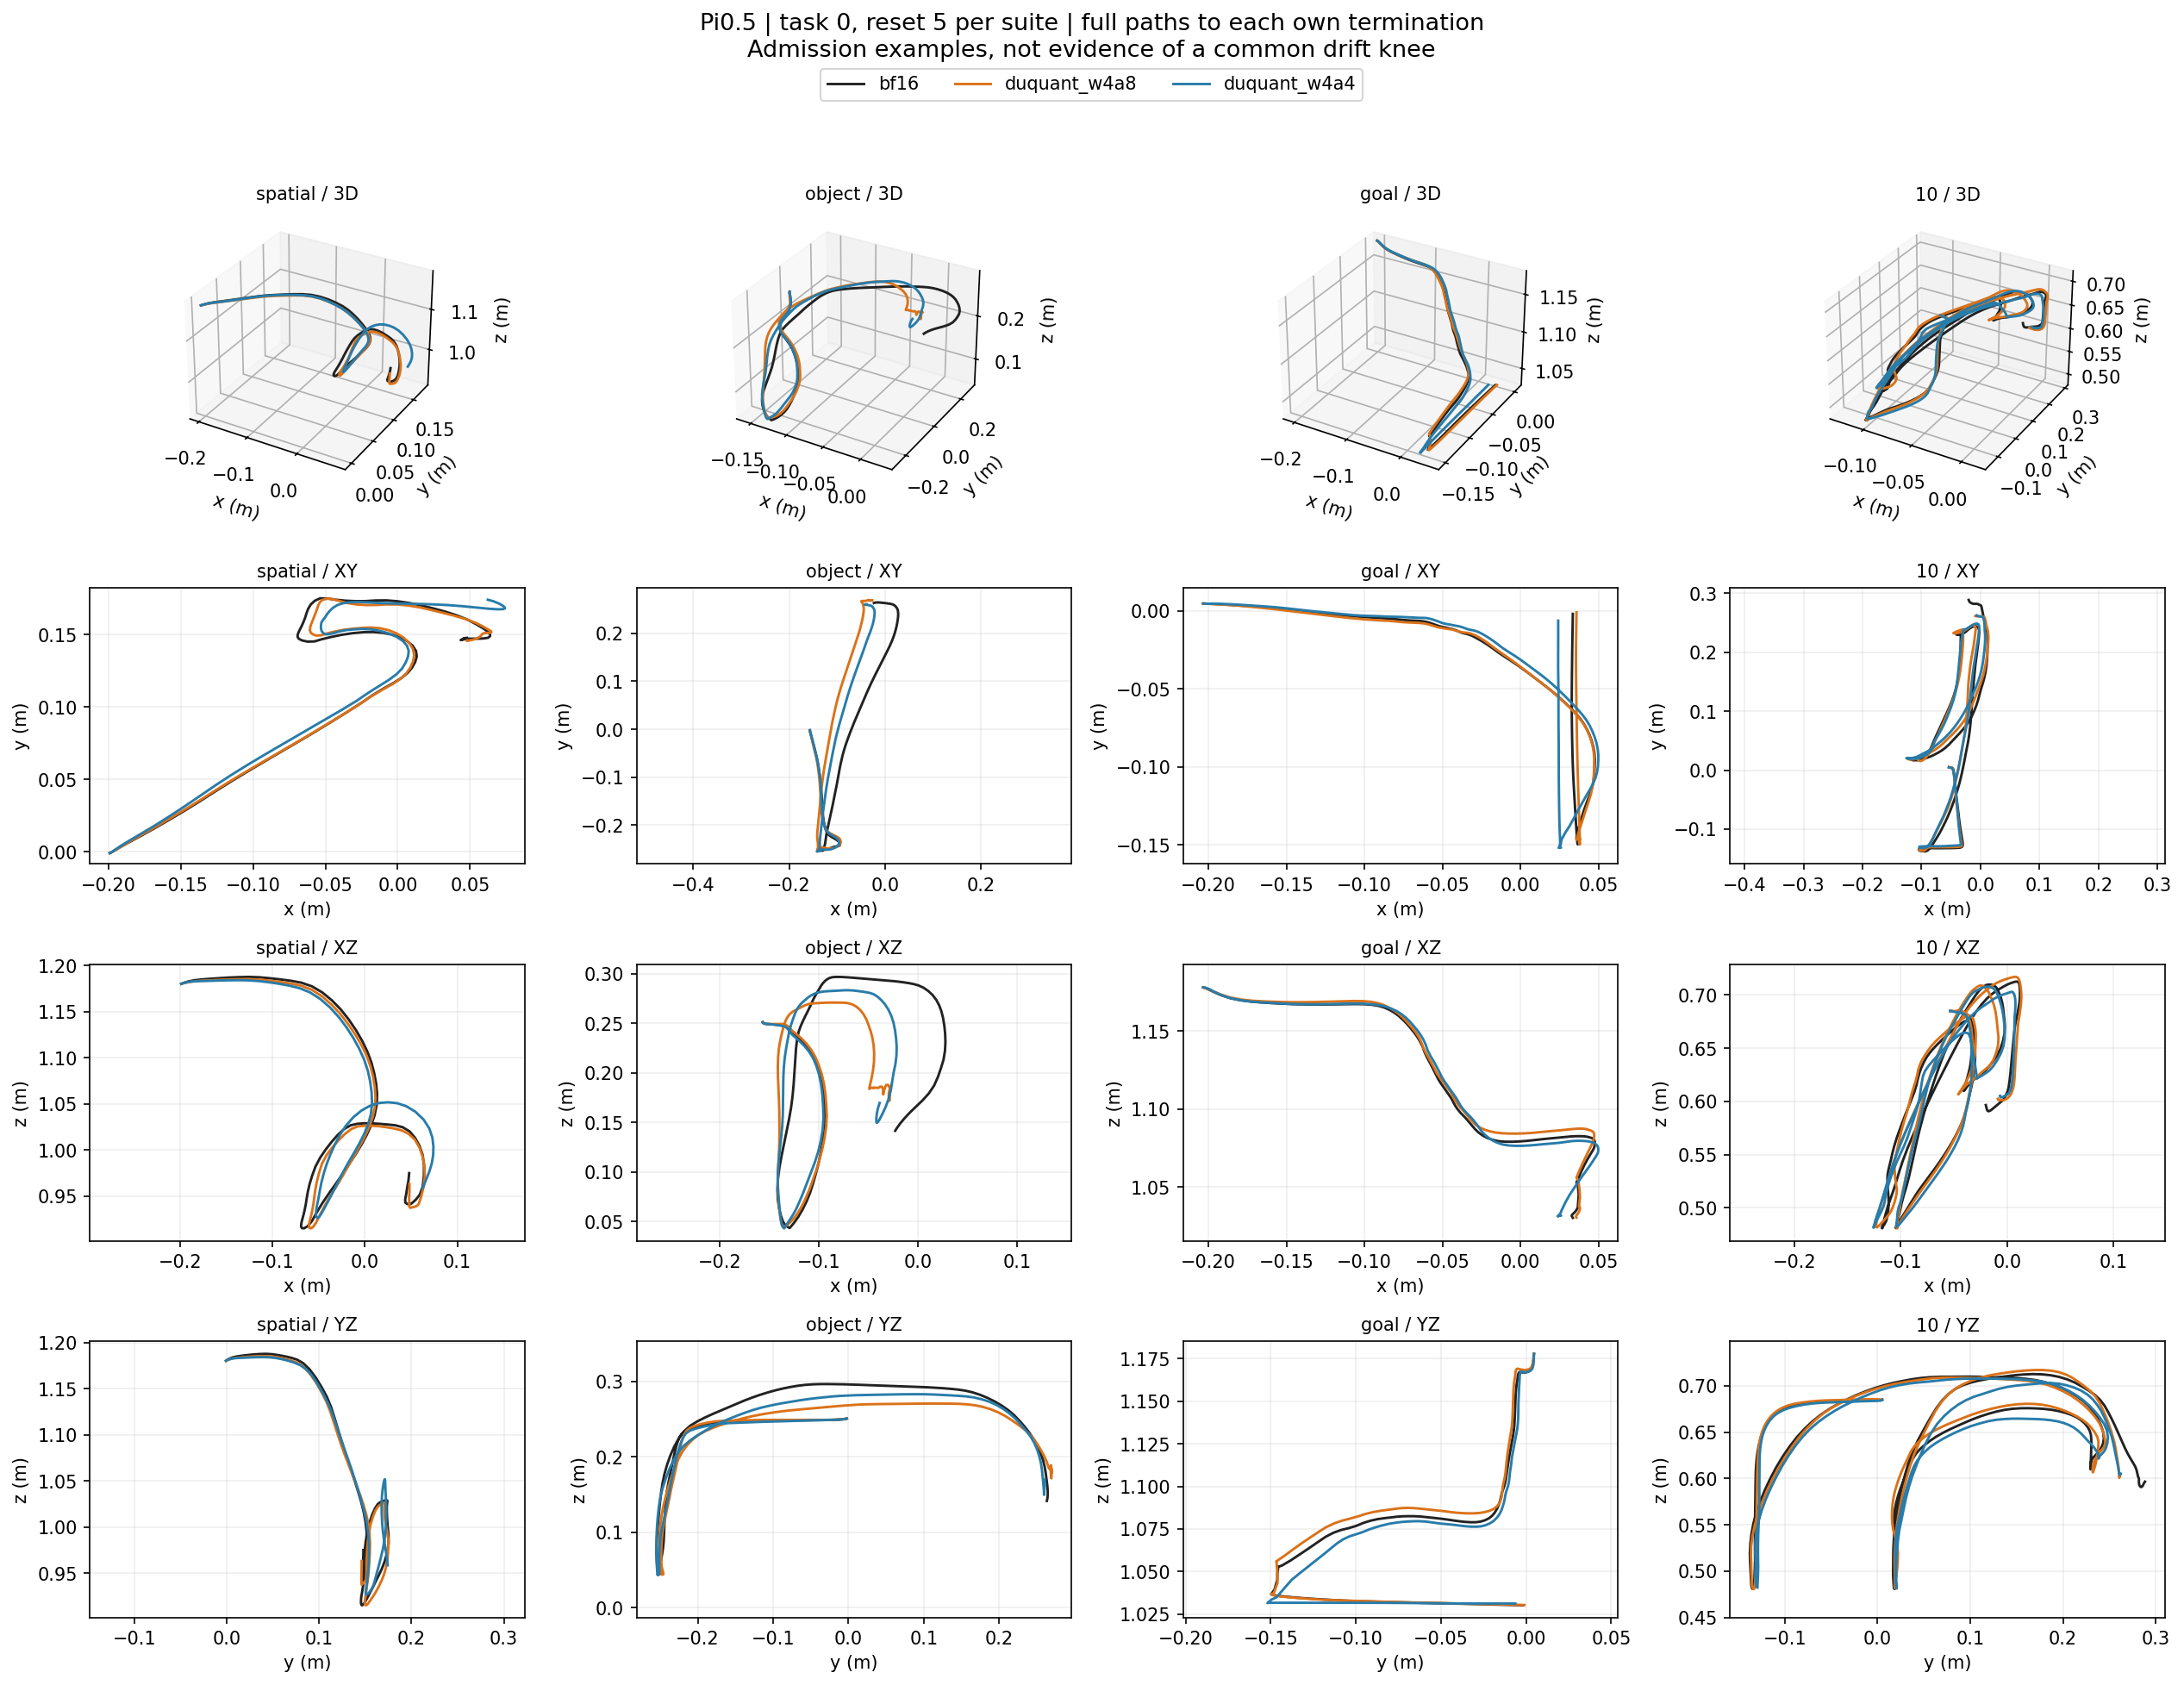 Pi0.5 | task 0, reset 5 per suite | full paths to each own termination
Admission examples, not evidence of a common drift knee
bf16 duquant_w4a8 duquant_w4a4
spatial / 3D object / 3D goal / 3D 10 / 3D
1.1
1.0
z (m)
0.15
0.10
0.05
0.00
y (m)
−0.2
−0.1
0.0
x (m)
0.2
0.1
z (m)
0.2
0.0
−0.2
y (m)
−0.15
−0.10
−0.05
0.00
x (m)
1.15
1.10
1.05
z (m)
0.00
−0.05
−0.10
−0.15
y (m)
−0.2
−0.1
0.0
x (m)
0.70
0.65
0.60
0.55
0.50
z (m)
0.3
0.2
0.1
0.0
−0.1
y (m)
−0.10
−0.05
0.00
x (m)
spatial / XY
0.15
0.10
0.05
0.00
y (m)
−0.20 −0.15 −0.10 −0.05 0.00 0.05
x (m)
object / XY
0.2
0.1
0.0
−0.1
−0.2
y (m)
−0.4 −0.2 0.0 0.2
x (m)
goal / XY
0.00
−0.05
−0.10
−0.15
y (m)
−0.20 −0.15 −0.10 −0.05 0.00 0.05
x (m)
10 / XY
0.3
0.2
0.1
0.0
−0.1
y (m)
−0.4 −0.3 −0.2 −0.1 0.0 0.1 0.2 0.3
x (m)
spatial / XZ
1.20
1.15
1.10
1.05
1.00
0.95
z (m)
−0.2 −0.1 0.0 0.1
x (m)
object / XZ
0.30
0.25
0.20
0.15
0.10
0.05
z (m)
−0.2 −0.1 0.0 0.1
x (m)
goal / XZ
1.15
1.10
1.05
z (m)
−0.20 −0.15 −0.10 −0.05 0.00 0.05
x (m)
10 / XZ
0.70
0.65
0.60
0.55
0.50
z (m)
−0.2 −0.1 0.0 0.1
x (m)
spatial / YZ
1.20
1.15
1.10
1.05
1.00
0.95
z (m)
−0.1 0.0 0.1 0.2 0.3
y (m)
object / YZ
0.3
0.2
0.1
0.0
z (m)
−0.2 −0.1 0.0 0.1 0.2
y (m)
goal / YZ
1.175
1.150
1.125
1.100
1.075
1.050
1.025
z (m)
−0.20 −0.15 −0.10 −0.05 0.00 0.05
y (m)
10 / YZ
0.70
0.65
0.60
0.55
0.50
0.45
z (m)
−0.1 0.0 0.1 0.2 0.3
y (m)